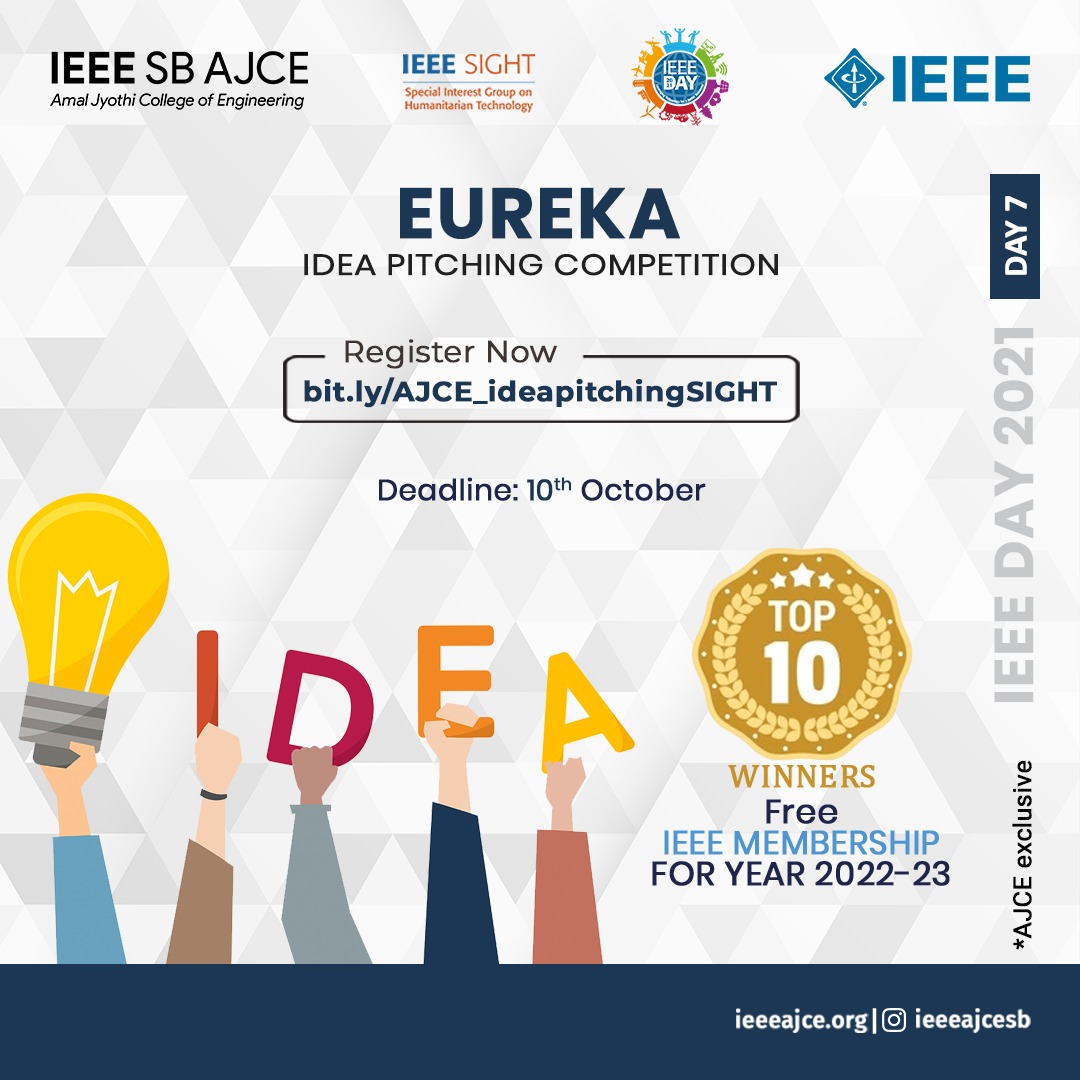 IEEE SB AJCE
Amal Jyothi College of Engineering
IEEE SIGHT
Special Interest Group on
Humanitarian Technology
IEEE
DAY
IEEE
EUREKA
IDEA PITCHING COMPETITION
DAY 7
IEEE DAY 2021
Register Now
bit.ly/AJCE_ideapitchingSIGHT
Deadline: 10th October
IDEA
TOP
10
WINNERS
Free
IEEE MEMBERSHIP
FOR YEAR 2022-23
*AJCE exclusive
ieeeajce.org| ieeeajcesb